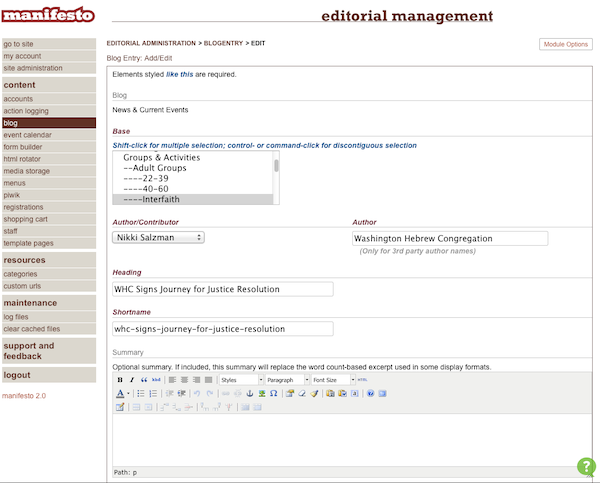 manifesto
editorial management
go to site
my account
site administration
content
accounts
action logging
blog
event calendar
form builder
html rotator
media storage
menus
piwik
registrations
shopping cart
staff
template pages
resources
categories
custom urls
maintenance
log files
clear cached files
support and
feedback
logout
manifesto 2.0
EDITORIAL ADMINISTRATION > BLOGENTRY > EDIT
Module Options
Blog Entry: Add/Edit
Elements styled like this are required.
Blog
News & Current Events
Base
Shift-click for multiple selection; control- or command-click for discontiguous selection
Groups & Activities
--Adult Groups
----22-39
----40-60
----Interfaith
Author/Contributor
Author
Nikki Salzman
Washington Hebrew Congregation
(Only for 3rd party author names)
Heading
WHC Signs Journey for Justice Resolution
Shortname
whc-signs-journey-for-justice-resolution
Summary
Optional summary. If included, this summary will replace the word count-based excerpt used in some display formats.
B I Styles Paragraph Font Size HTML
Path: p
?